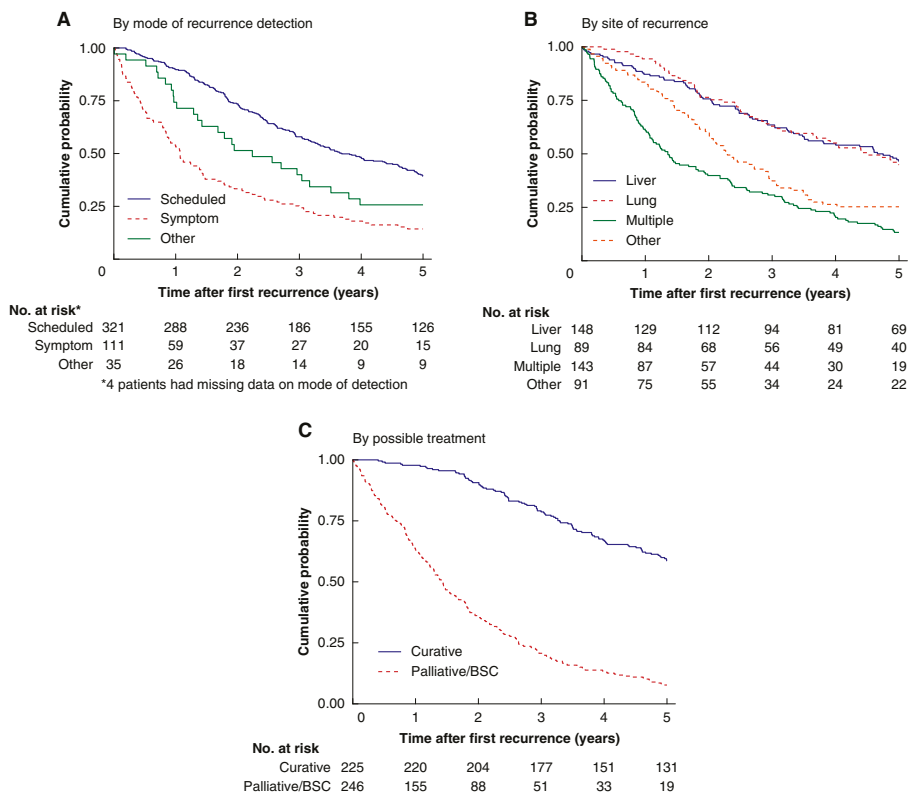 A By mode of recurrence detection
1.00
0.75
0.50
0.25
Cumulative probability
Scheduled
Symptom
Other
0 1 2 3 4 5
Time after first recurrence (years)
No. at risk*
Scheduled 321 288 236 186 155 126
Symptom 111 59 37 27 20 15
Other 35 26 18 14 9 9
*4 patients had missing data on mode of detection
B By site of recurrence
1.00
0.75
0.50
0.25
Cumulative probability
Liver
Lung
Multiple
Other
0 1 2 3 4 5
Time after first recurrence (years)
No. at risk
Liver 148 129 112 94 81 69
Lung 89 84 68 56 49 40
Multiple 143 87 57 44 30 19
Other 91 75 55 34 24 22
C By possible treatment
1.00
0.75
0.50
0.25
0.00
Cumulative probability
Curative
Palliative/BSC
0 1 2 3 4 5
Time after first recurrence (years)
No. at risk
Curative 225 220 204 177 151 131
Palliative/BSC 246 155 88 51 33 19